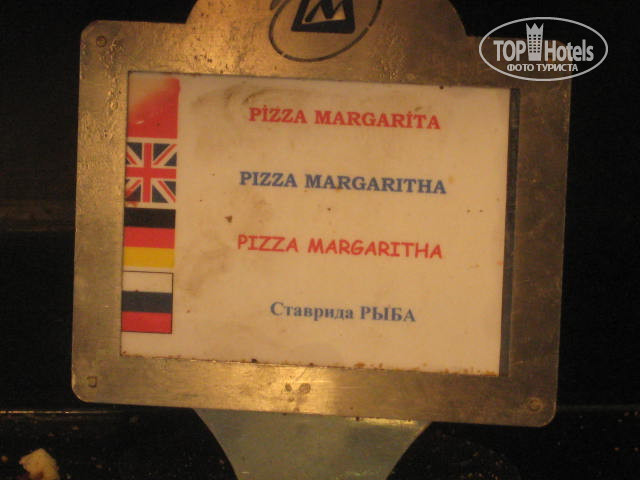 M
TOP Hotels
ФОТО ТУРИСТА
PİZZA MARGARİTA
PIZZA MARGARITHA
PIZZA MARGARITHA
Ставрида РЫБА